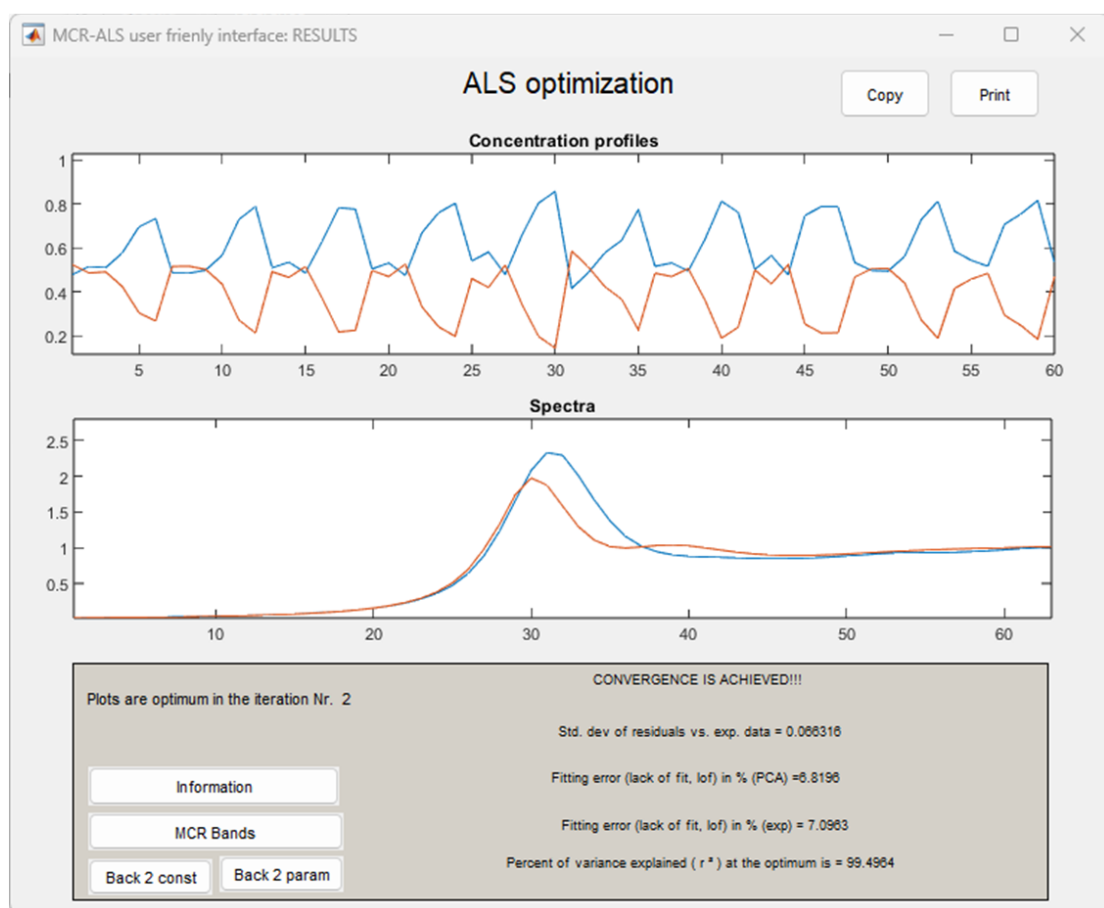 MCR-ALS user frienly interface: RESULTS
ALS optimization
Copy
Print
Concentration profiles
1
0.8
0.6
0.4
0.2
5 10 15 20 25 30 35 40 45 50 55 60
Spectra
2.5
2
1.5
1
0.5
10 20 30 40 50 60
CONVERGENCE IS ACHIEVED!!!
Plots are optimum in the iteration Nr. 2
Std. dev of residuals vs. exp. data = 0.066316
Fitting error (lack of fit, lof) in % (PCA) =6.8196
Information
Fitting error (lack of fit, lof) in % (exp) = 7.0963
MCR Bands
Percent of variance explained ( r ² ) at the optimum is = 99.4964
Back 2 const
Back 2 param